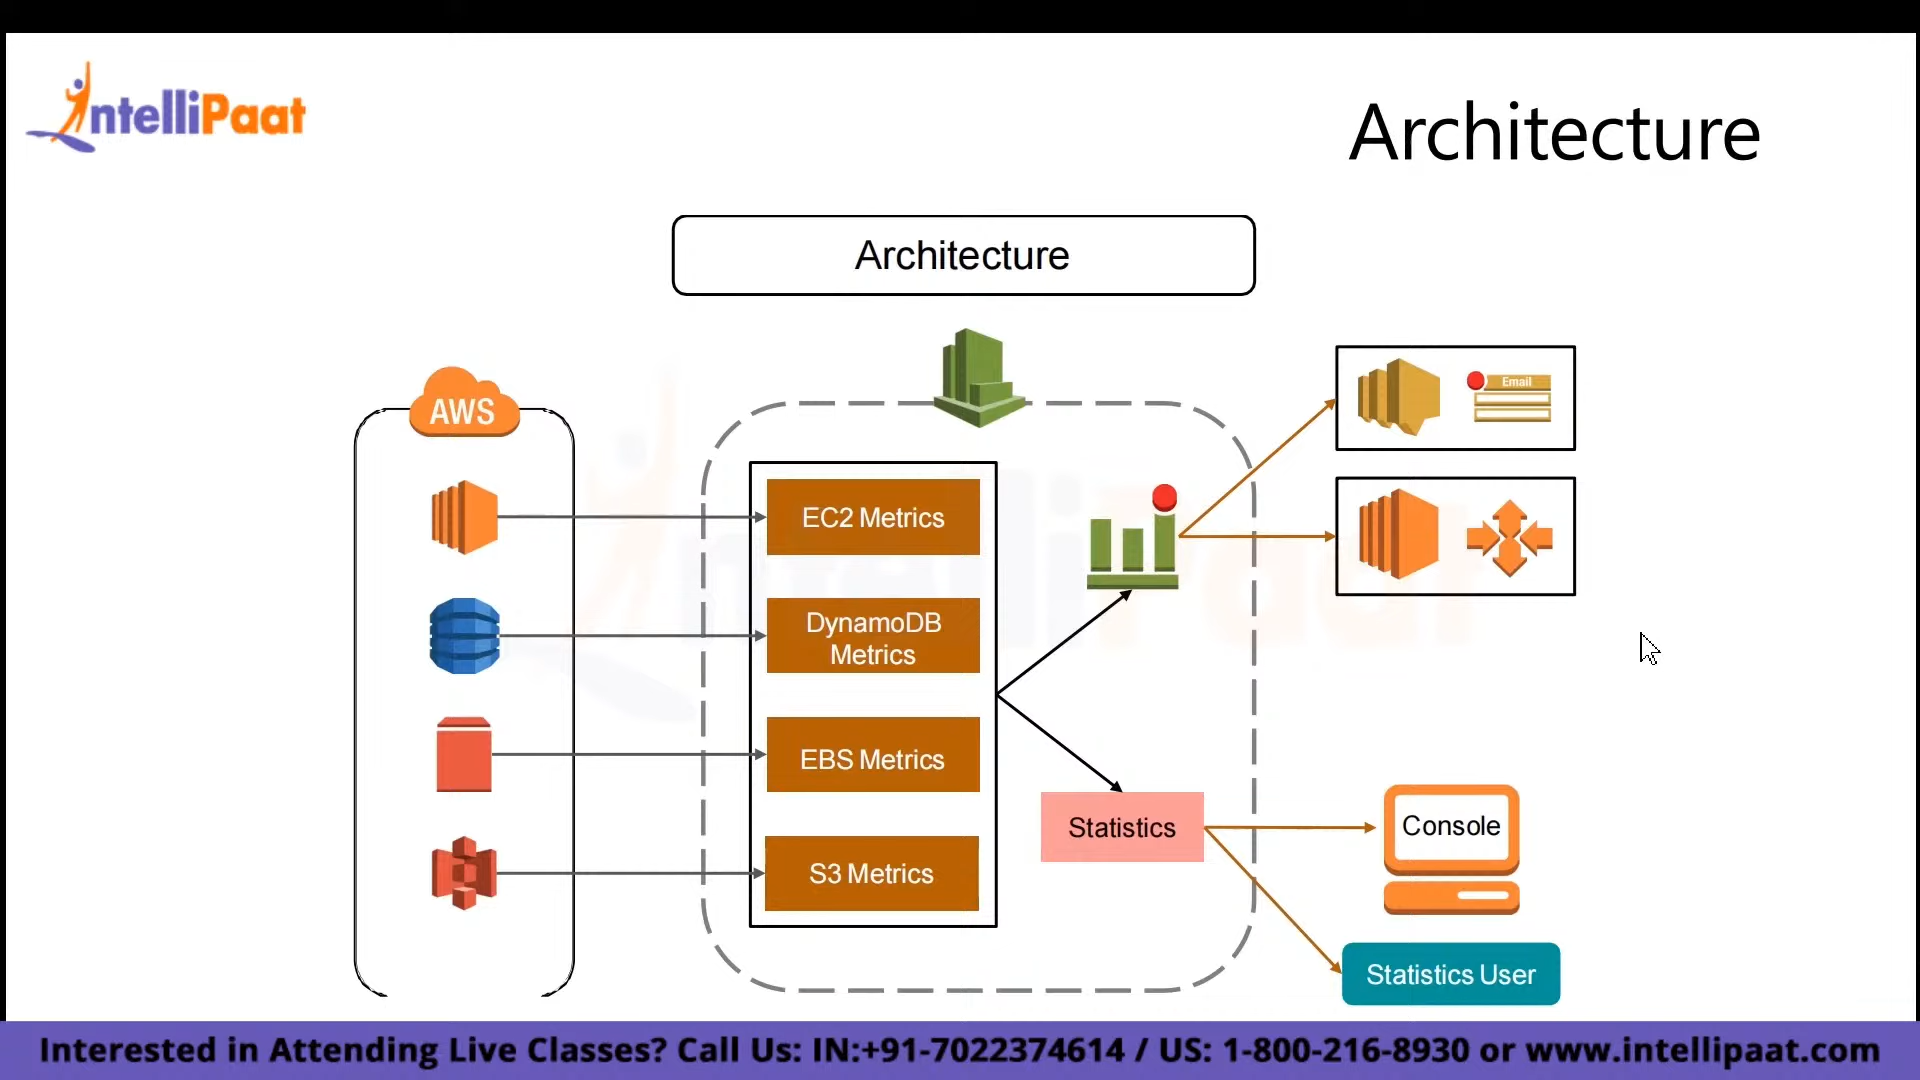 IntelliPaat
Architecture
Architecture
AWS
Email
EC2 Metrics
DynamoDB
Metrics
EBS Metrics
S3 Metrics
Statistics
Console
Statistics User
Interested in Attending Live Classes? Call Us: IN:+91-7022374614 / US: 1-800-216-8930 or www.intellipaat.com